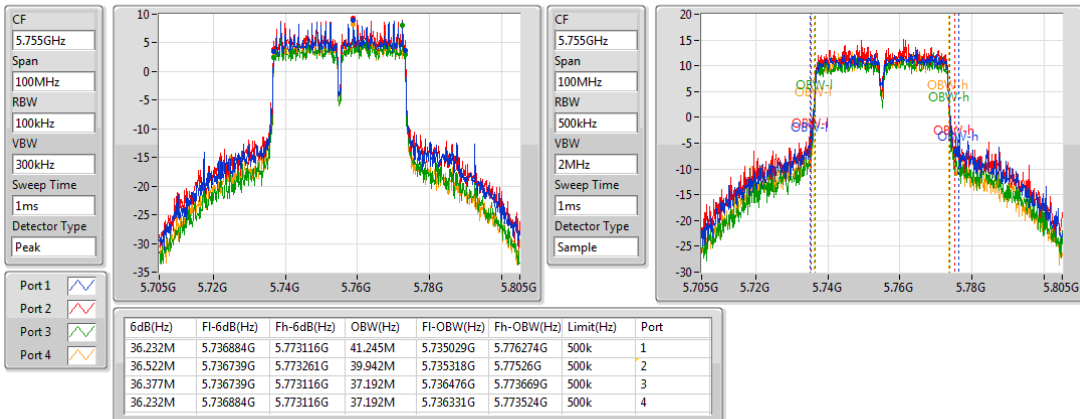 CF
5.755GHz
Span
100MHz
RBW
100kHz
VBW
300kHz
Sweep Time
1ms
Detector Type
Peak
10
5
0
-5
-10
-15
-20
-25
-30
-35
5.705G 5.72G 5.74G 5.76G 5.78G 5.805G
CF
5.755GHz
Span
100MHz
RBW
500kHz
VBW
2MHz
Sweep Time
1ms
Detector Type
Sample
20
15
10
5
0
-5
-10
-15
-20
-25
-30
OBW-l OBW-h
OBW-l OBW-h
OBW-l OBW-h
OBW-l OBW-h
5.705G 5.72G 5.74G 5.76G 5.78G 5.805G
Port 1
Port 2
Port 3
Port 4
6dB(Hz) Fl-6dB(Hz) Fh-6dB(Hz) OBW(Hz) Fl-OBW(Hz) Fh-OBW(Hz) Limit(Hz) Port
36.232M 5.736884G 5.773116G 41.245M 5.735029G 5.776274G 500k 1
36.522M 5.736739G 5.773261G 39.942M 5.735318G 5.77526G 500k 2
36.377M 5.736739G 5.773116G 37.192M 5.736476G 5.773669G 500k 3
36.232M 5.736884G 5.773116G 37.192M 5.736331G 5.773524G 500k 4